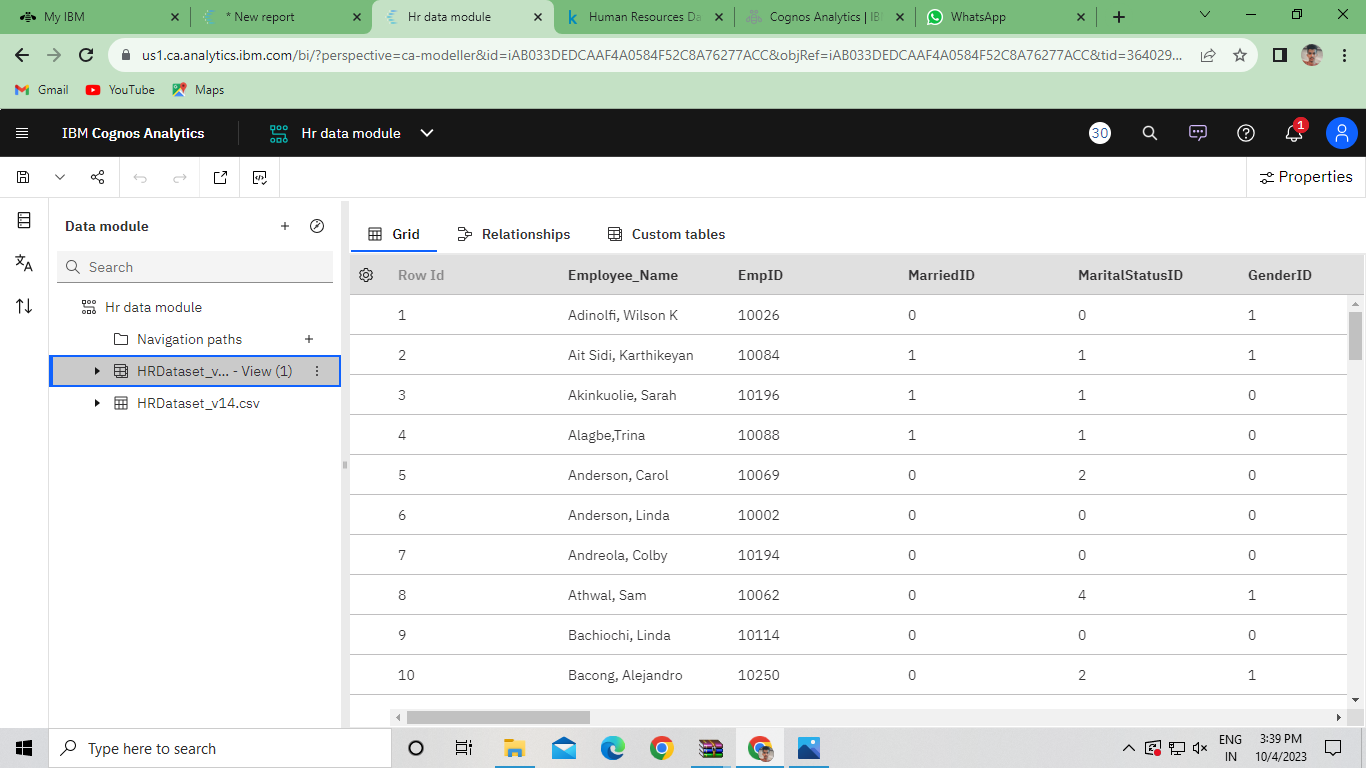 My IBM
* New report
Hr data module
Human Resources Da
Cognos Analytics | IB
WhatsApp
us1.ca.analytics.ibm.com/bi/?perspective=ca-modeller&id=iAB033DEDCAAF4A0584F52C8A76277ACC&objRef=iAB033DEDCAAF4A0584F52C8A76277ACC&tid=364029...
Gmail
YouTube
Maps
IBM Cognos Analytics
Hr data module
30
1
Properties
Data module
Search
Hr data module
Navigation paths
HRDataset_v... - View (1)
HRDataset_v14.csv
Grid Relationships Custom tables
Row Id Employee_Name EmpID MarriedID MaritalStatusID GenderID
1 Adinolfi, Wilson K 10026 0 0 1
2 Ait Sidi, Karthikeyan 10084 1 1 1
3 Akinkuolie, Sarah 10196 1 1 0
4 Alagbe,Trina 10088 1 1 0
5 Anderson, Carol 10069 0 2 0
6 Anderson, Linda 10002 0 0 0
7 Andreola, Colby 10194 0 0 0
8 Athwal, Sam 10062 0 4 1
9 Bachiochi, Linda 10114 0 0 0
10 Bacong, Alejandro 10250 0 2 1
Type here to search
ENG
IN
3:39 PM
10/4/2023